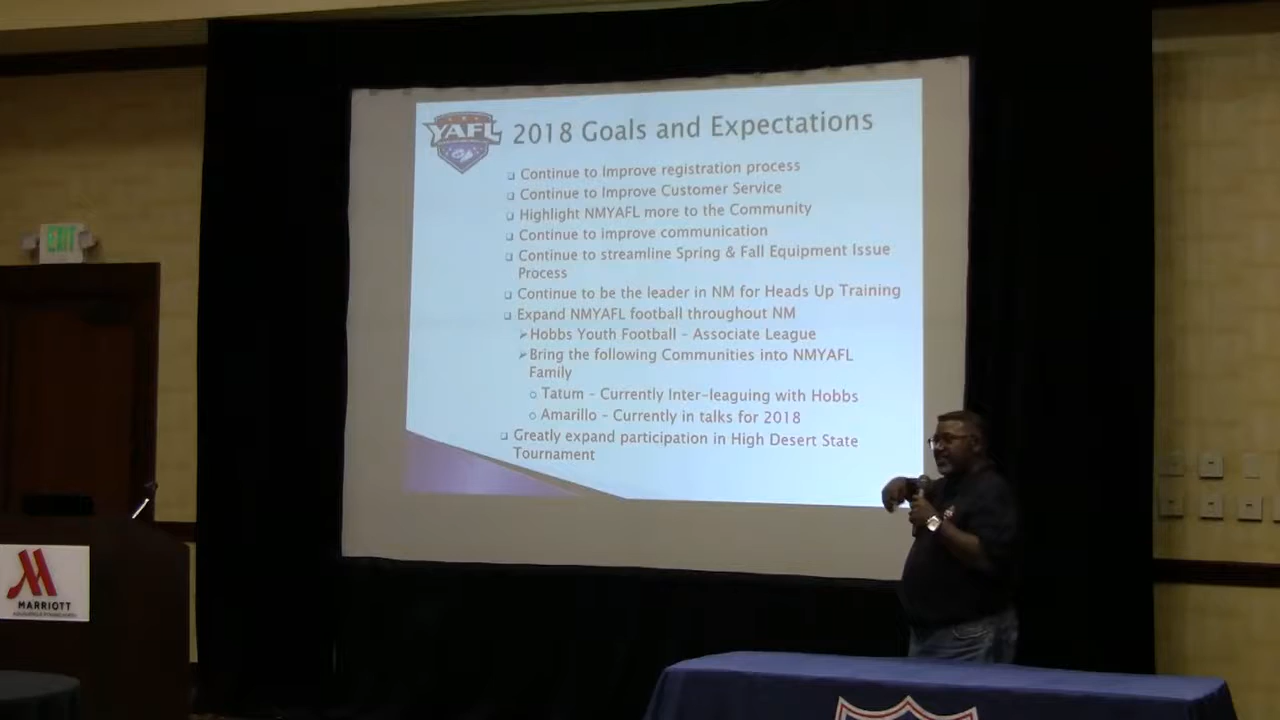 YAFL
2018 Goals and Expectations
Continue to Improve registration process
Continue to Improve Customer Service
Highlight NMYAFL more to the Community
Continue to improve communication
Continue to streamline Spring & Fall Equipment Issue
Process
Continue to be the leader in NM for Heads Up Training
Expand NMYAFL football throughout NM
Hobbs Youth Football - Associate League
Bring the following Communities into NMYAFL
Family
Tatum - Currently Inter-leaguing with Hobbs
Amarillo - Currently in talks for 2018
Greatly expand participation in High Desert State
Tournament
EXIT
MARRIOTT